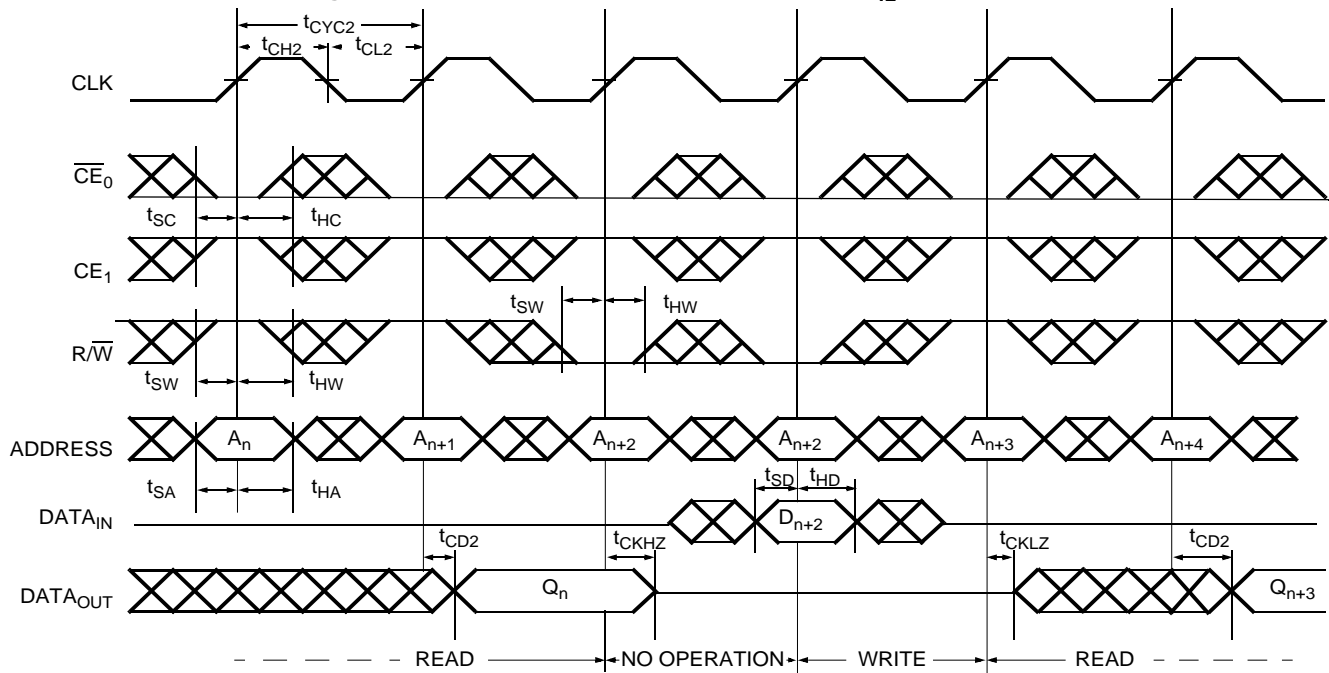 tCYC2
tCH2 tCL2
CLK
CE0
tSC tHC
CE1
tSW tHW
R/W
tSW tHW
ADDRESS An An+1 An+2 An+2 An+3 An+4
tSA tHA tSD tHD
DATAIN Dn+2
tCD2 tCKHZ tCKLZ tCD2
DATAOUT Qn Qn+3
READ NO OPERATION WRITE READ